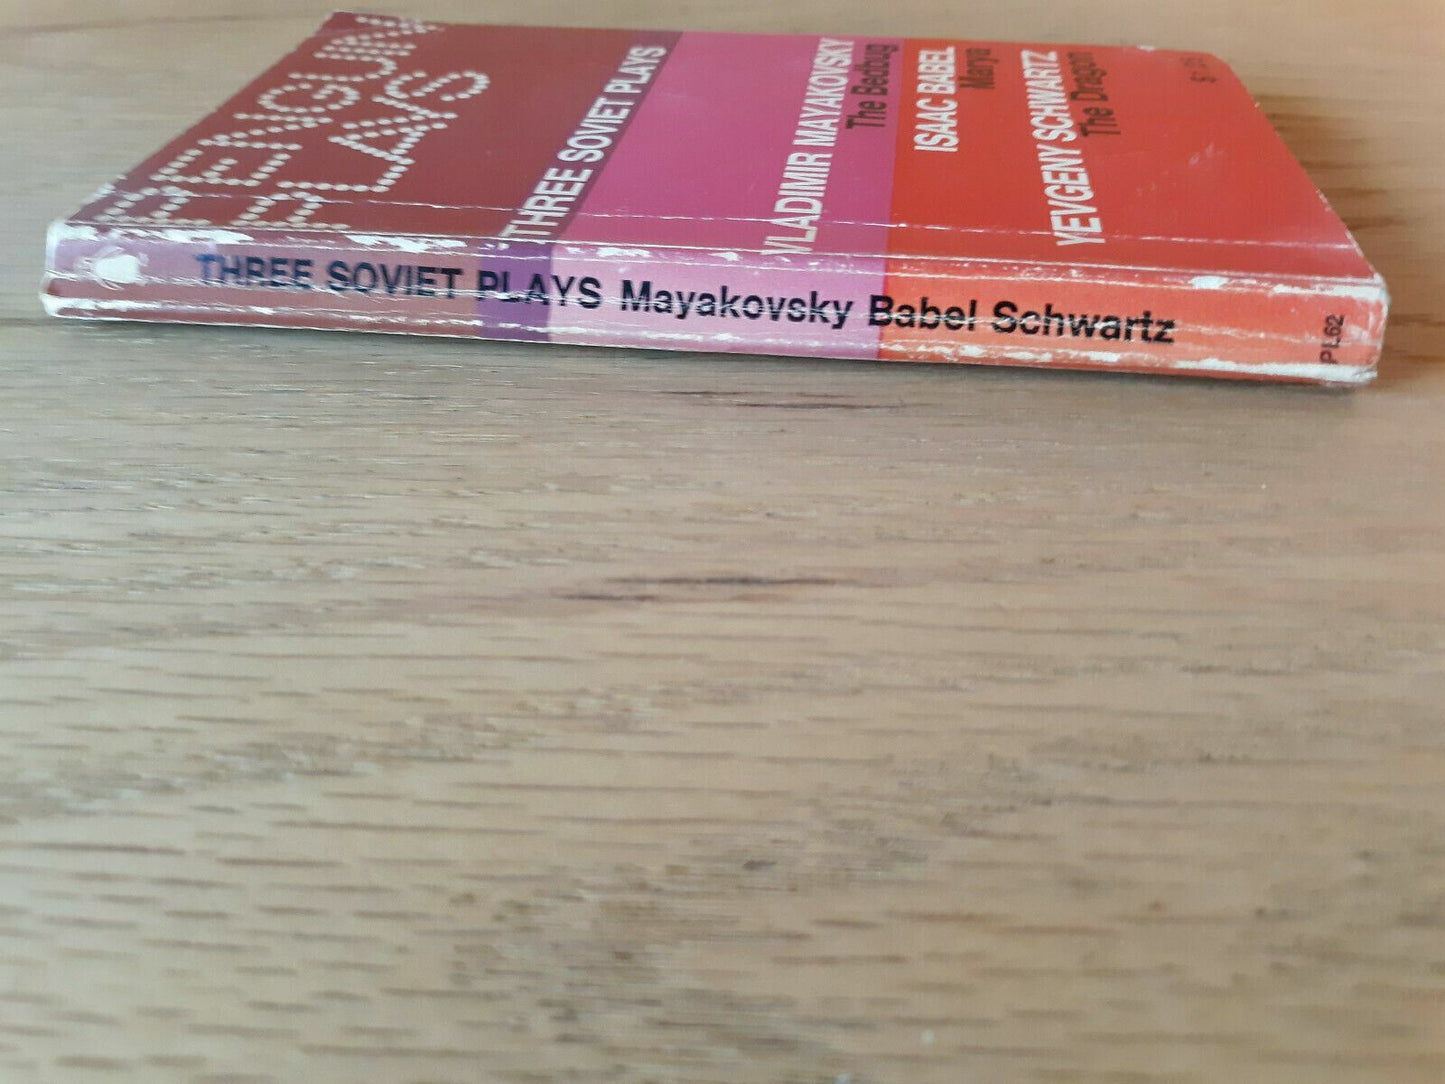 PENGUIN
PLAYS
THREE SOVIET PLAYS
VLADIMIR MAYAKOVSKY
The Bedbug
ISAAC BABEL
Marya
YEVGENY SCHWARTZ
The Dragon
THREE SOVIET PLAYS Mayakovsky Babel Schwartz
PL62